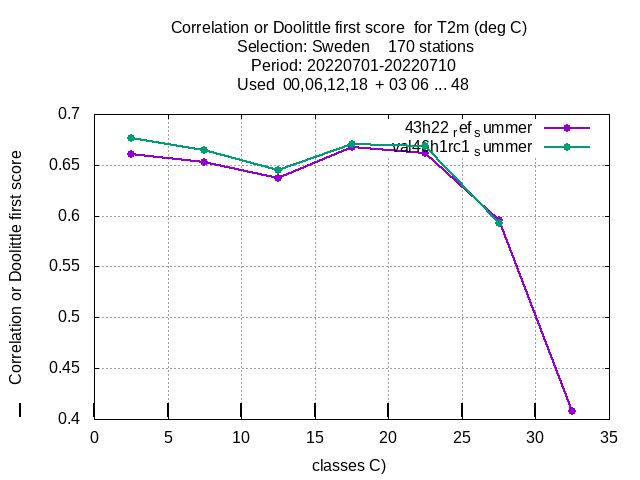 Correlation or Doolittle first score  for T2m (deg C)
Selection: Sweden    170 stations
Period: 20220701-20220710
Used  00,06,12,18  + 03 06 ... 48
43h22 ref summer
summer
Correlation or Doolittle first score
0.7
0.65
0.6
0.55
0.5
0.45
0.4
0 5 10 15 20 25 30 35
classes C)